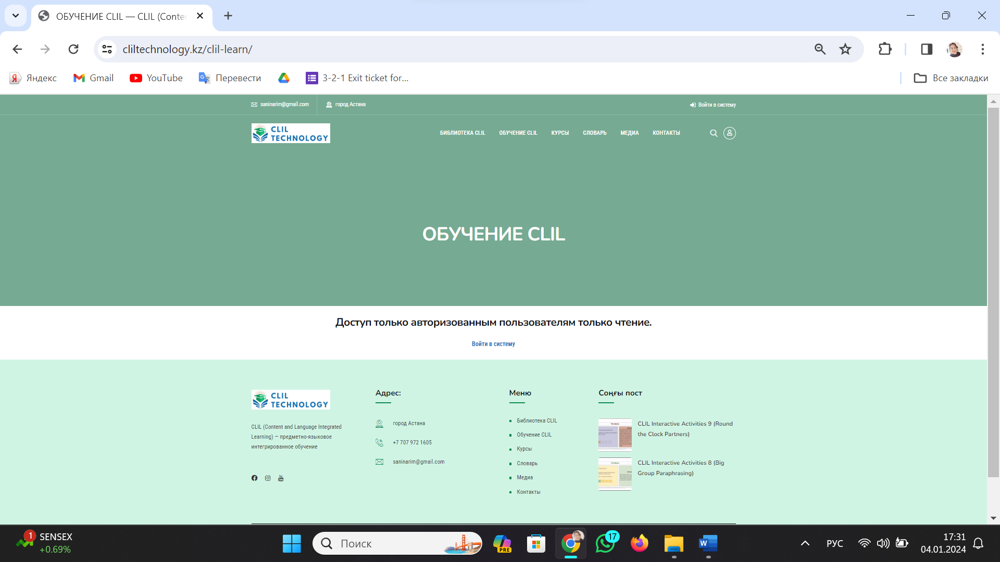 ОБУЧЕНИЕ CLIL — CLIL (Conte
cliltechnology.kz/clil-learn/
Яндекс
Gmail
YouTube
Перевести
3-2-1 Exit ticket for...
Все закладки
saninarim@gmail.com
город Астана
Войти в систему
CLIL
TECHNOLOGY
БИБЛИОТЕКА CLIL
ОБУЧЕНИЕ CLIL
КУРСЫ
СЛОВАРЬ
МЕДИА
КОНТАКТЫ
ОБУЧЕНИЕ CLIL
Доступ только авторизованным пользователям только чтение.
Войти в систему
CLIL
TECHNOLOGY
CLIL (Content and Language Integrated
Learning) — предметно-языковое
интегрированное обучение
Адрес:
город Астана
+7 707 972 1605
saninarim@gmail.com
Меню
Библиотека CLIL
Обучение CLIL
Курсы
Словарь
Медиа
Контакты
Соңғы пост
CLIL Interactive Activities 9 (Round
the Clock Partners)
CLIL Interactive Activities 8 (Big
Group Paraphrasing)
1
SENSEX
+0.69%
Поиск
PRE
17
РУС
17:31
04.01.2024